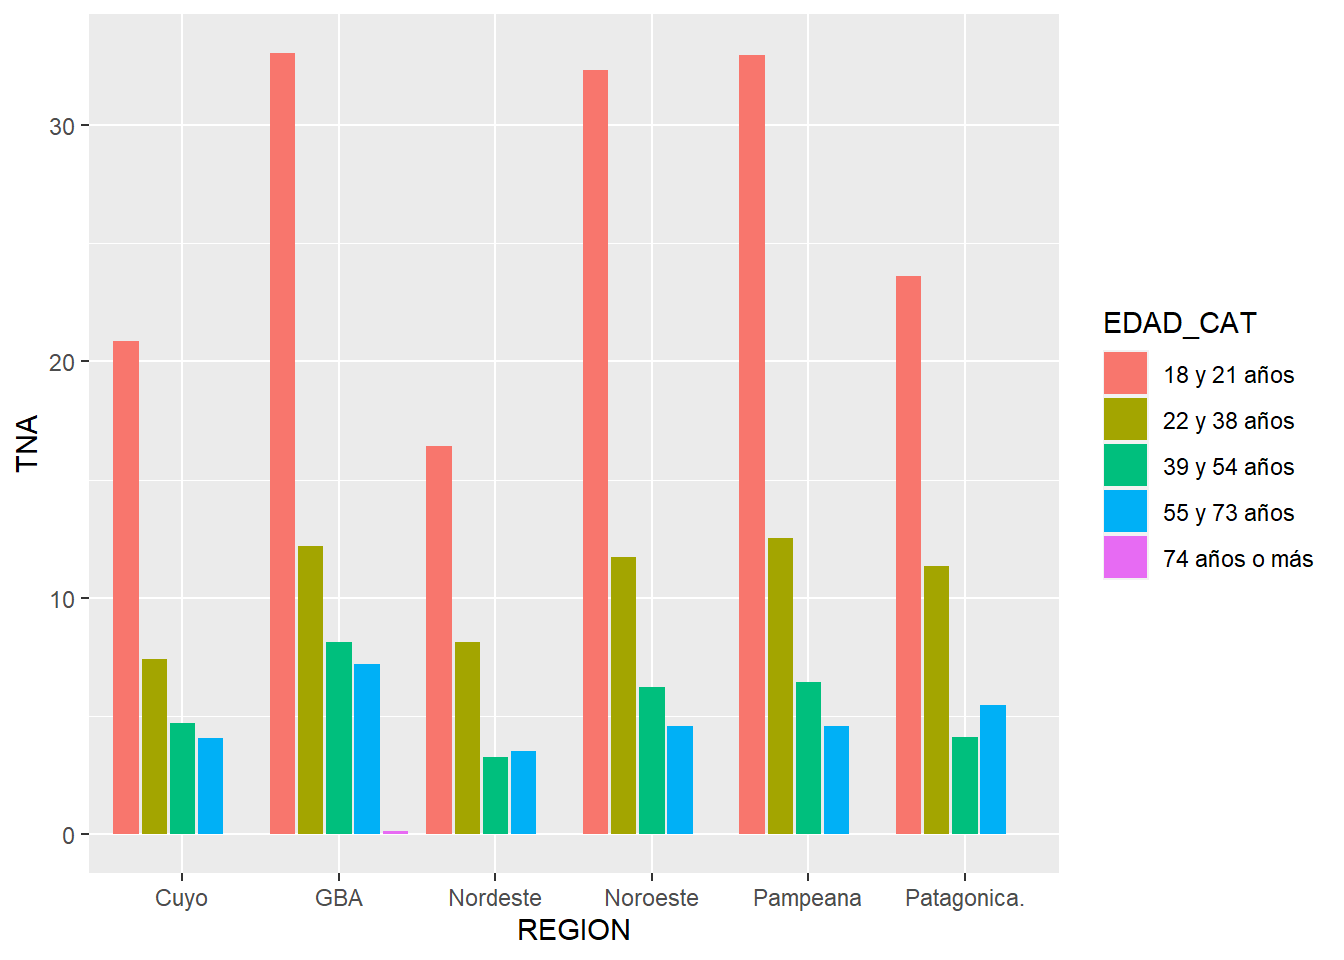 TNA
30
20
10
0
Cuyo GBA Nordeste Noroeste Pampeana Patagonica.
REGION
EDAD_CAT
18 y 21 años
22 y 38 años
39 y 54 años
55 y 73 años
74 años o más